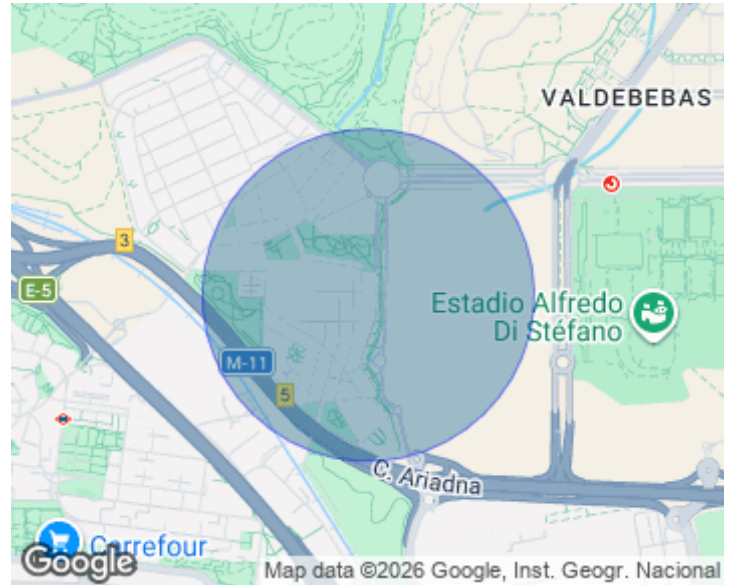 VALDEBEBAS
3
E-5
Estadio Alfredo
Di Stéfano
M-11
5
C. Ariadna
Carrefour
Google
Map data ©2026 Google, Inst. Geogr. Nacional